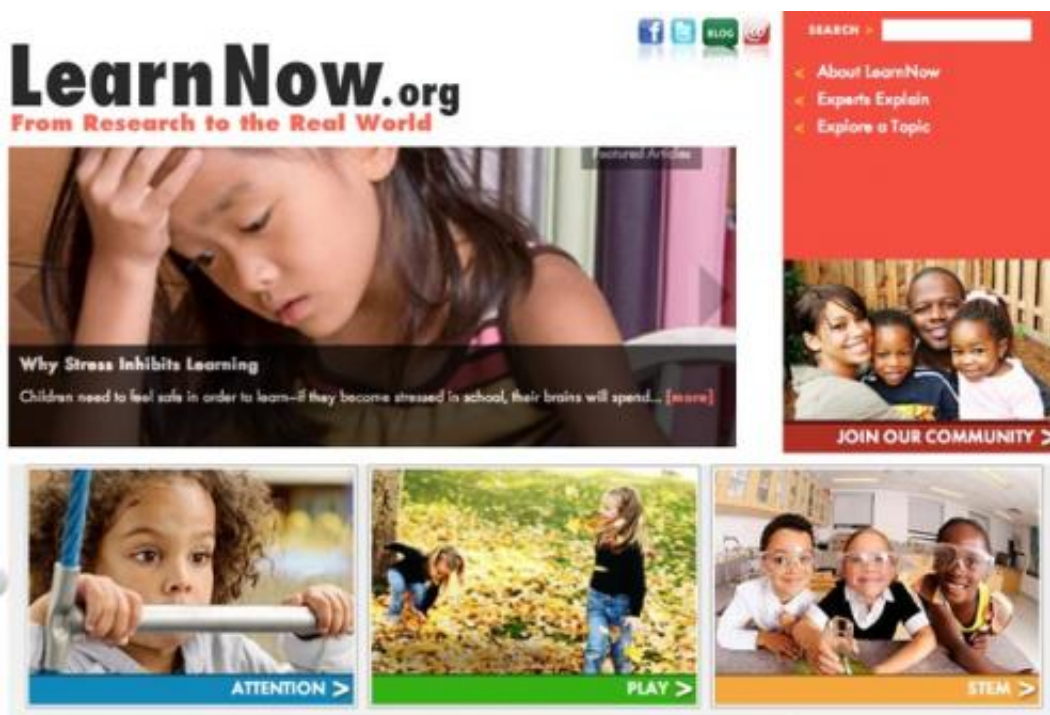 LearnNow.org
From Research to the Real World
BLOG
SEARCH >
< About LearnNow
< Experts Explain
< Explore a Topic
Featured Articles
Why Stress Inhibits Learning
Children need to feel safe in order to learn–if they become stressed in school, their brains will spend... [more]
JOIN OUR COMMUNITY >
ATTENTION >
PLAY >
STEM >